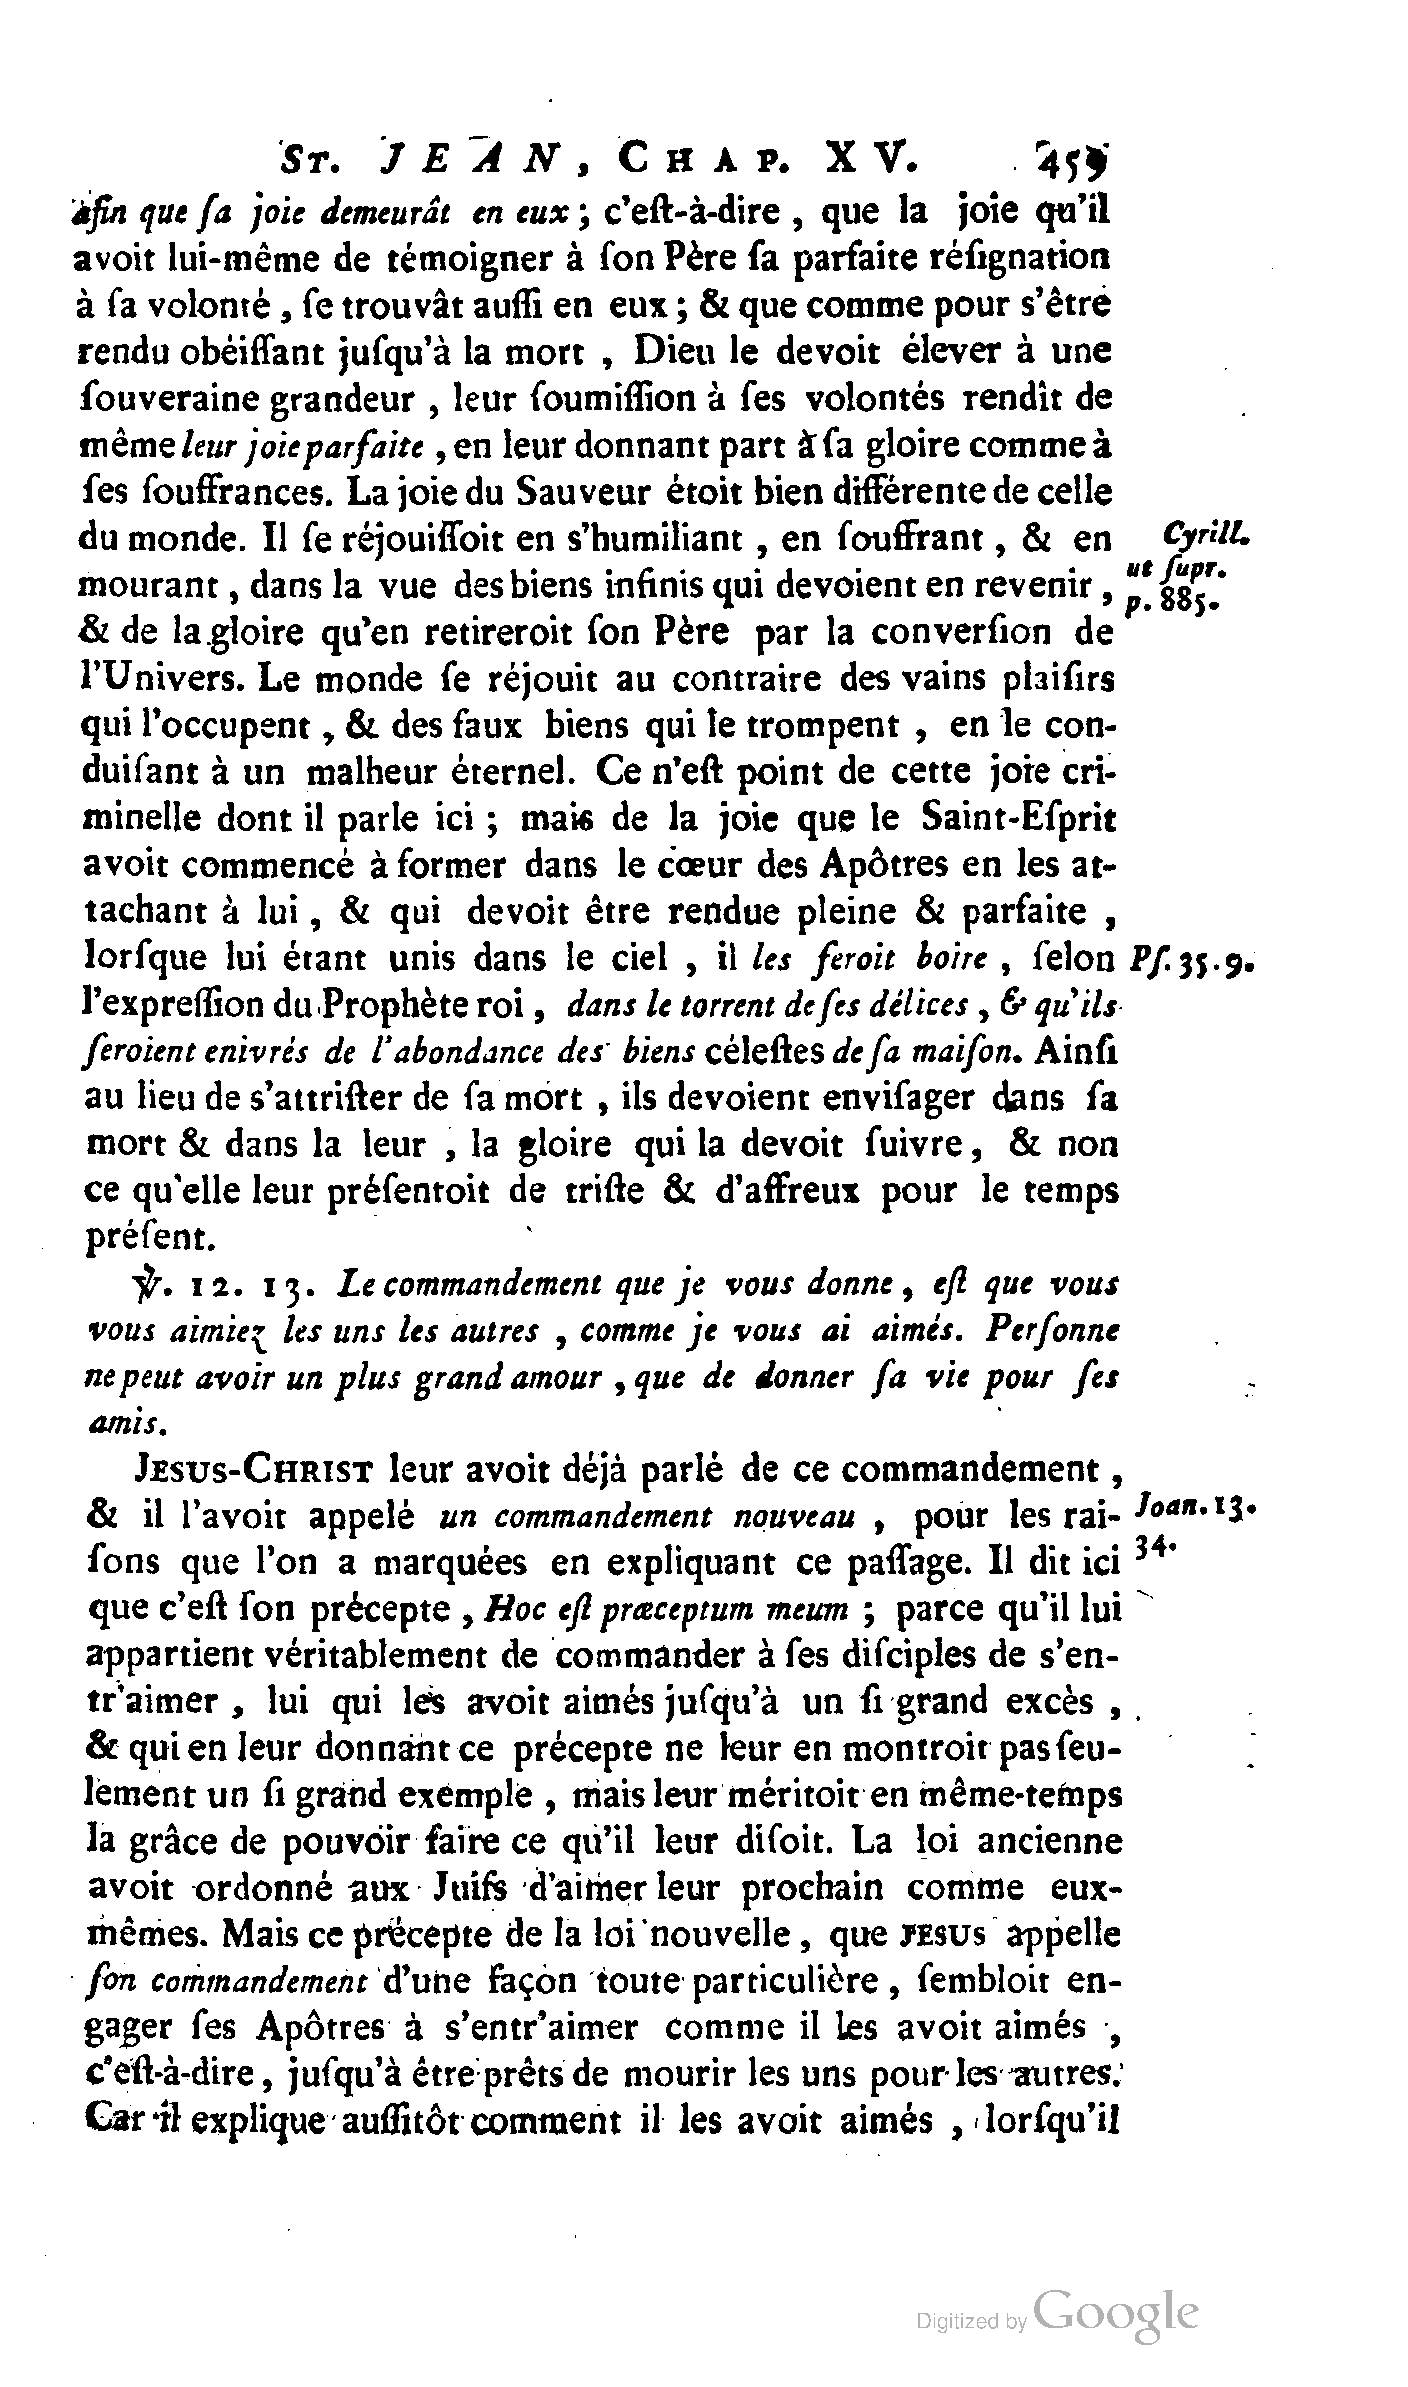 ST. JEAN, CHAP. XV. 459
afin que ſa joie demeurât en eux ; c'eſt-à-dire , que la joie qu'il
avoit lui-même de témoigner à ſon Père ſa parfaite réſignation
à ſa volonté , ſe trouvât auſſi en eux ; & que comme pour s'être
rendu obéiſſant juſqu'à la mort , Dieu le devoit élever à une
ſouveraine grandeur , leur ſoumiſſion à ſes volontés rendît de
même leur joie parfaite , en leur donnant part à ſa gloire comme à
ſes ſouffrances. La joie du Sauveur étoit bien différente de celle
du monde. Il ſe réjouiſſoit en s'humiliant , en ſouffrant , & en
Cyrill.
mourant , dans la vue des biens infinis qui devoient en revenir ,
ut ſupr.
p. 885.
& de la gloire qu'en retireroit ſon Père par la converſion de
l'Univers. Le monde ſe réjouit au contraire des vains plaiſirs
qui l'occupent , & des faux biens qui le trompent , en le con-
duiſant à un malheur éternel. Ce n'eſt point de cette joie cri-
minelle dont il parle ici ; mais de la joie que le Saint-Eſprit
avoit commencé à former dans le cœur des Apôtres en les at-
tachant à lui , & qui devoit être rendue pleine & parfaite ,
lorſque lui étant unis dans le ciel , il les feroit boire , ſelon
Pſ. 35. 9.
l'expreſſion du Prophète roi , dans le torrent de ſes délices , & qu'ils
ſeroient enivrés de l'abondance des biens céleſtes de ſa maiſon. Ainſi
au lieu de s'attriſter de ſa mort , ils devoient enviſager dans ſa
mort & dans la leur , la gloire qui la devoit ſuivre , & non
ce qu'elle leur préſentoit de triſte & d'affreux pour le temps
préſent.
℣. 12. 13. Le commandement que je vous donne , eſt que vous
vous aimiez les uns les autres , comme je vous ai aimés. Perſonne
ne peut avoir un plus grand amour , que de donner ſa vie pour ſes
amis.
JESUS-CHRIST leur avoit déjà parlé de ce commandement ,
& il l'avoit appelé un commandement nouveau , pour les rai-
Joan. 13.
34.
ſons que l'on a marquées en expliquant ce paſſage. Il dit ici
que c'eſt ſon précepte , Hoc eſt præceptum meum ; parce qu'il lui
appartient véritablement de commander à ſes diſciples de s'en-
tr'aimer , lui qui les avoit aimés juſqu'à un ſi grand excès ,
& qui en leur donnant ce précepte ne leur en montroit pas ſeu-
lement un ſi grand exemple , mais leur méritoit en même-temps
la grâce de pouvoir faire ce qu'il leur diſoit. La loi ancienne
avoit ordonné aux Juifs d'aimer leur prochain comme eux-
mêmes. Mais ce précepte de la loi nouvelle , que JESUS appelle
ſon commandement d'une façon toute particulière , ſembloit en-
gager ſes Apôtres à s'entr'aimer comme il les avoit aimés ,
c'eſt-à-dire , juſqu'à être prêts de mourir les uns pour les autres.
Car il explique auſſitôt comment il les avoit aimés , lorſqu'il
Digitized by Google